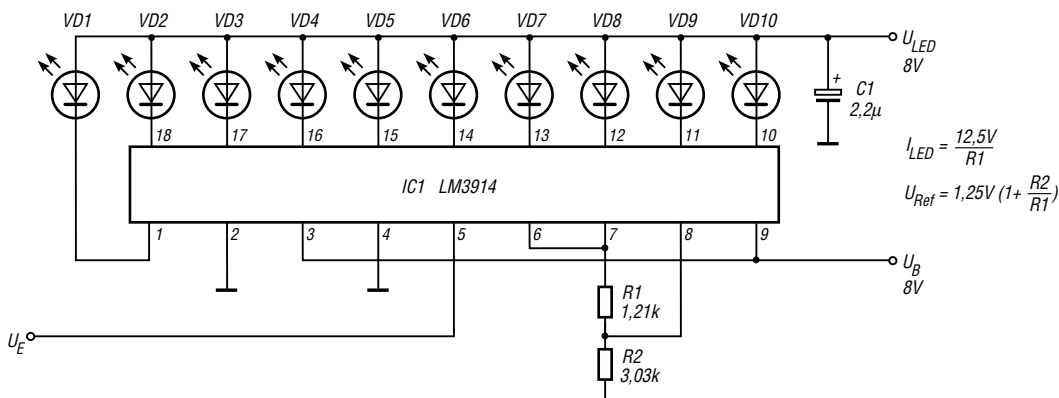 VD1 VD2 VD3 VD4 VD5 VD6 VD7 VD8 VD9 VD10
U_LED
8V
+
C1
2,2µ
18 17 16 15 14 13 12 11 10
I_LED = 12,5V / R1
IC1 LM3914
U_Ref = 1,25V (1+ R2 / R1)
1 2 3 4 5 6 7 8 9
U_B
8V
R1
1,21k
U_E
R2
3,03k